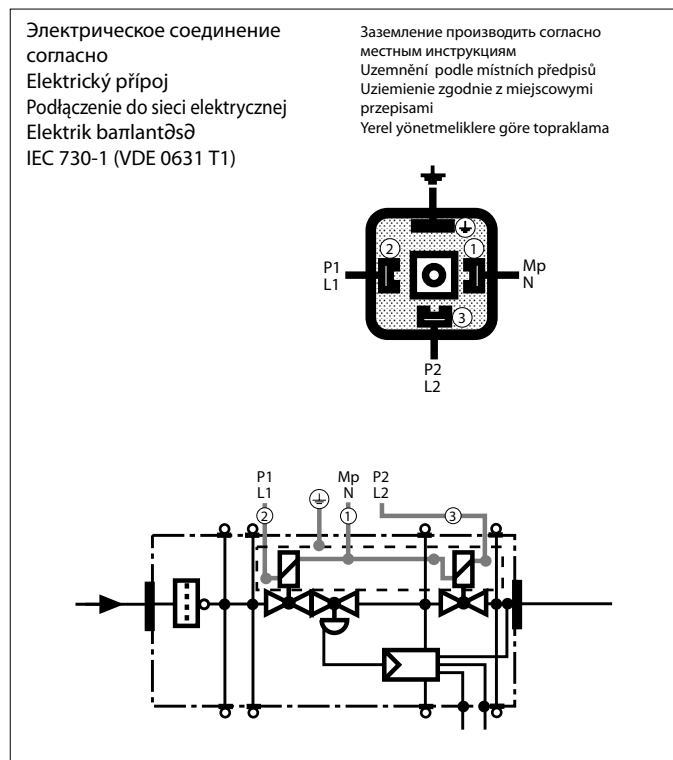 Электрическое соединение
согласно
Elektrický přípoj
Podłączenie do sieci elektrycznej
Elektrik baπlant∂s∂
IEC 730-1 (VDE 0631 T1)
Заземление производить согласно
местным инструкциям
Uzemnění podle místních předpisů
Uziemienie zgodnie z miejscowymi
przepisami
Yerel yönetmeliklere göre topraklama
2
1
P1
L1
Mp
N
3
P2
L2
P1
L1
2
Mp
N
1
P2
L2
3